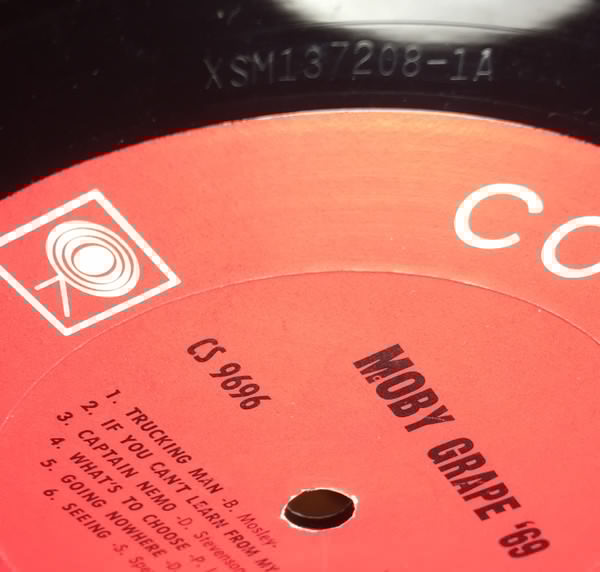 XSM137208-1A
CO
CS 9696
MOBY GRAPE '69
1. TRUCKING MAN -B. Mosley.
2. IF YOU CAN'T LEARN FROM MY
3. CAPTAIN NEMO -D. Stevenson
4. WHAT'S TO CHOOSE -P.
5. GOING NOWHERE -D.
6. SEEING -S. Spe